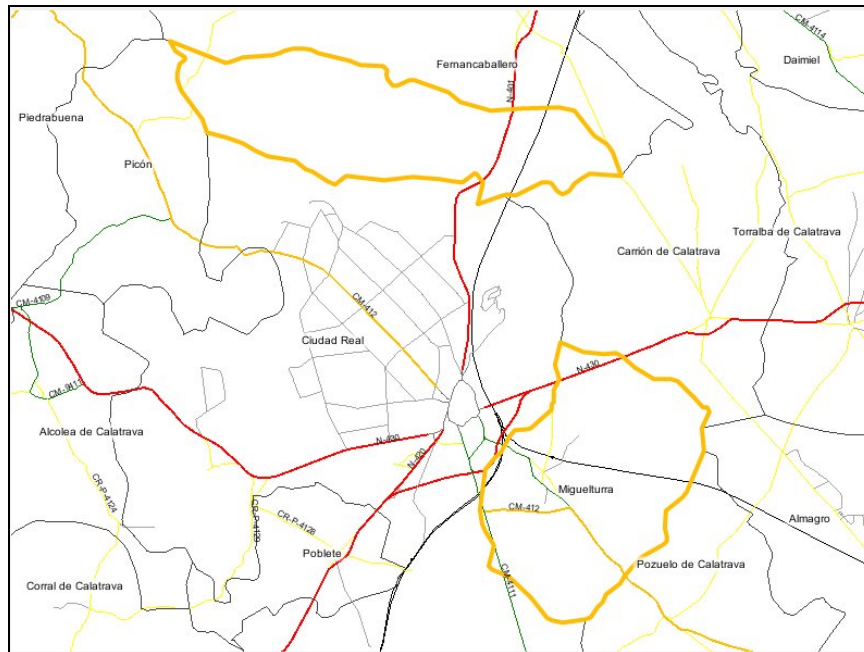 CM-4114
Fernancaballero
Daimiel
N-401
Piedrabuena
Picón
Torralba de Calatrava
Carrión de Calatrava
CM-4109
CM-412
Ciudad Real
N-430
CM-9411
Alcolea de Calatrava
N-430
N-420
CR-P-4124
Miguelturra
CM-412
CR-P-4129
CR-P-4128
Almagro
Poblete
Pozuelo de Calatrava
CM-4111
Corral de Calatrava